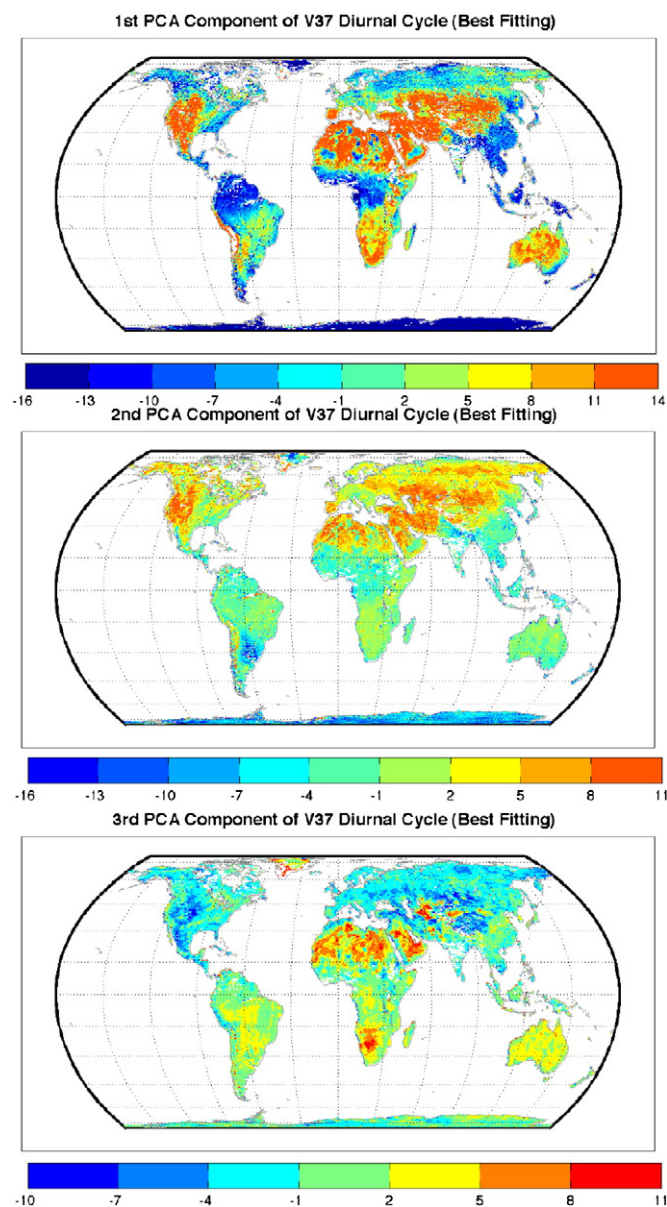 1st PCA Component of V37 Diurnal Cycle (Best Fitting)
-16 -13 -10 -7 -4 -1 2 5 8 11 14
2nd PCA Component of V37 Diurnal Cycle (Best Fitting)
-16 -13 -10 -7 -4 -1 2 5 8 11
3rd PCA Component of V37 Diurnal Cycle (Best Fitting)
-10 -7 -4 -1 2 5 8 11